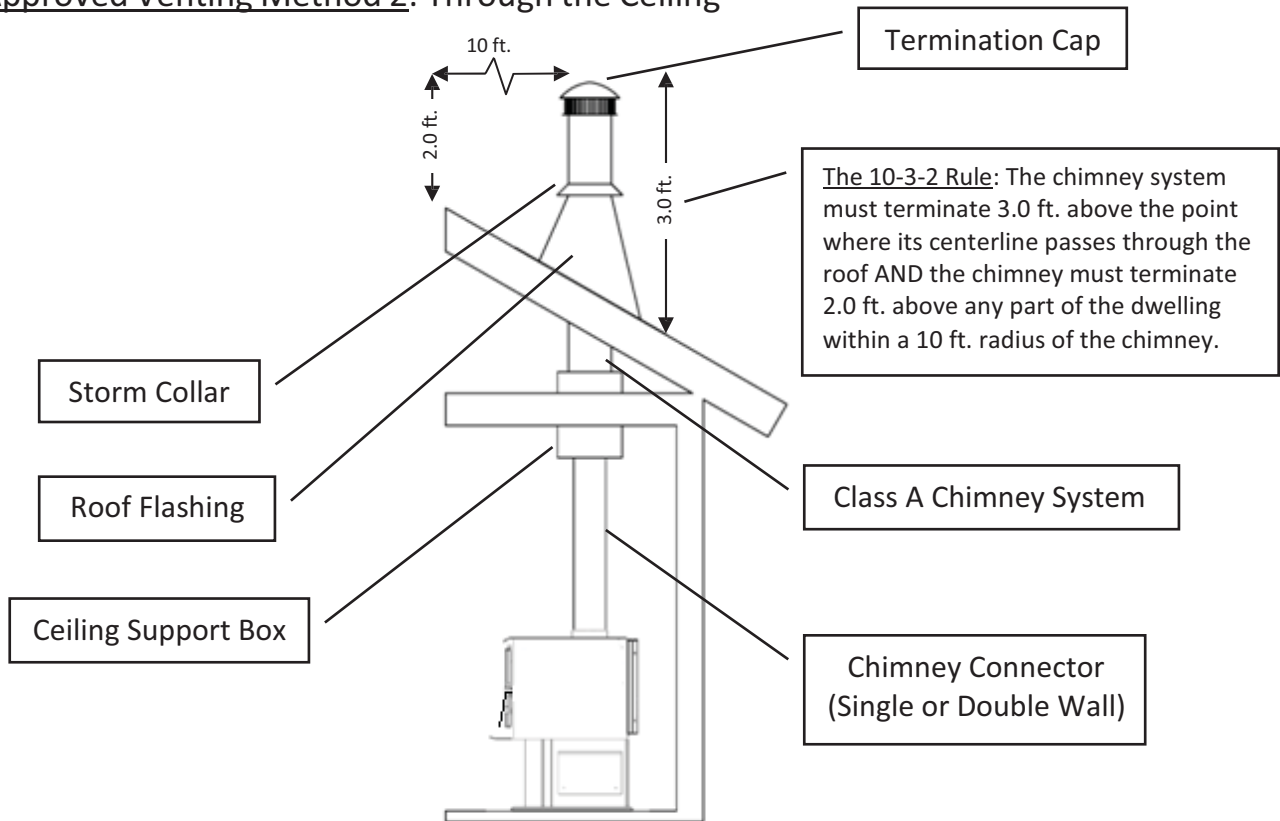 Approved Venting Method 2: Through the Ceiling
Termination Cap
10 ft.
2.0 ft.
3.0 ft.
The 10-3-2 Rule: The chimney system
must terminate 3.0 ft. above the point
where its centerline passes through the
roof AND the chimney must terminate
2.0 ft. above any part of the dwelling
within a 10 ft. radius of the chimney.
Storm Collar
Roof Flashing
Class A Chimney System
Ceiling Support Box
Chimney Connector
(Single or Double Wall)